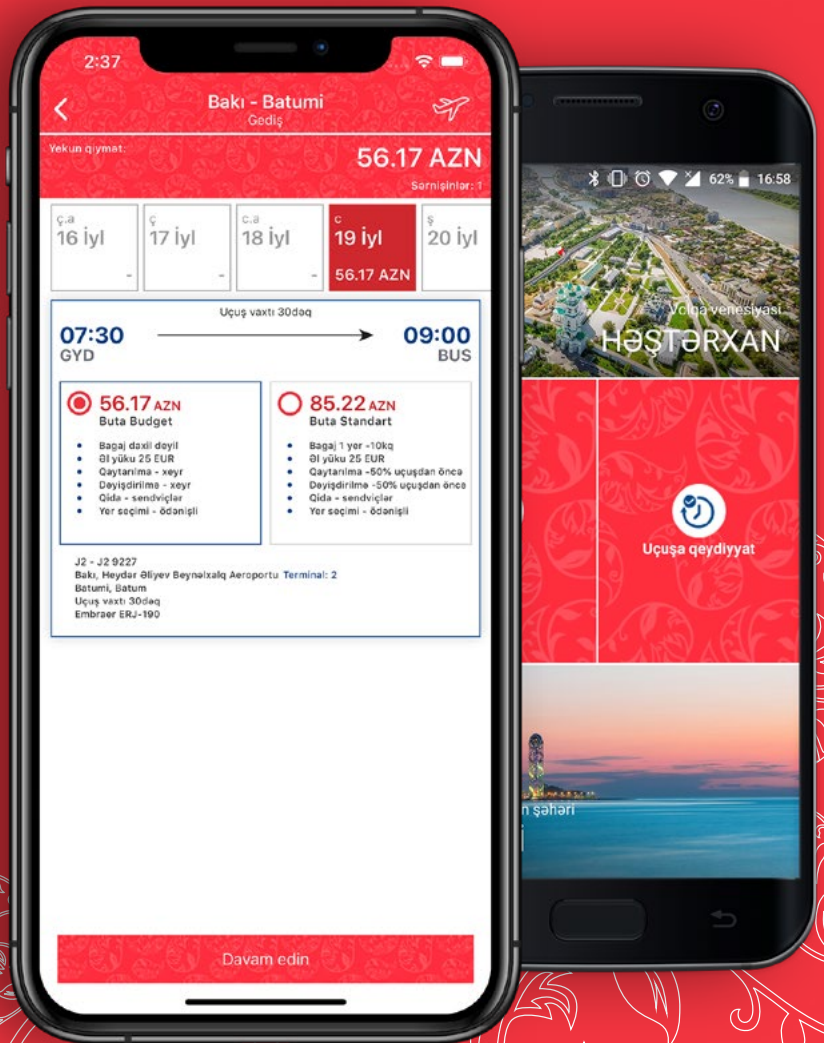 2:37
Bakı - Batumi
Gediş
Yekun qiymət:
56.17 AZN
Sərnişinlər: 1
ç.a
16 İyl
-
ç
17 İyl
-
c.a
18 İyl
-
c
19 İyl
56.17 AZN
ş
20 İyl
Uçuş vaxtı 30dəq
07:30
GYD
09:00
BUS
56.17 AZN
Buta Budget
Bagaj daxil deyil
Əl yükü 25 EUR
Qaytarılma - xeyr
Dəyişdirilmə - xeyr
Qida - sendviçlər
Yer seçimi - ödənişli
85.22 AZN
Buta Standart
Bagaj 1 yer -10kq
Əl yükü 25 EUR
Qaytarılma -50% uçuşdan öncə
Dəyişdirilmə -50% uçuşdan öncə
Qida - sendviçlər
Yer seçimi - ödənişli
J2 - J2 9227
Bakı, Heydər Əliyev Beynəlxalq Aeroportu Terminal: 2
Batumi, Batum
Uçuş vaxtı 30dəq
Embraer ERJ-190
Davam edin
62% 16:58
Volqa venesiyası
HƏŞTƏRXAN
Uçuşa qeydiyyat
şəhəri